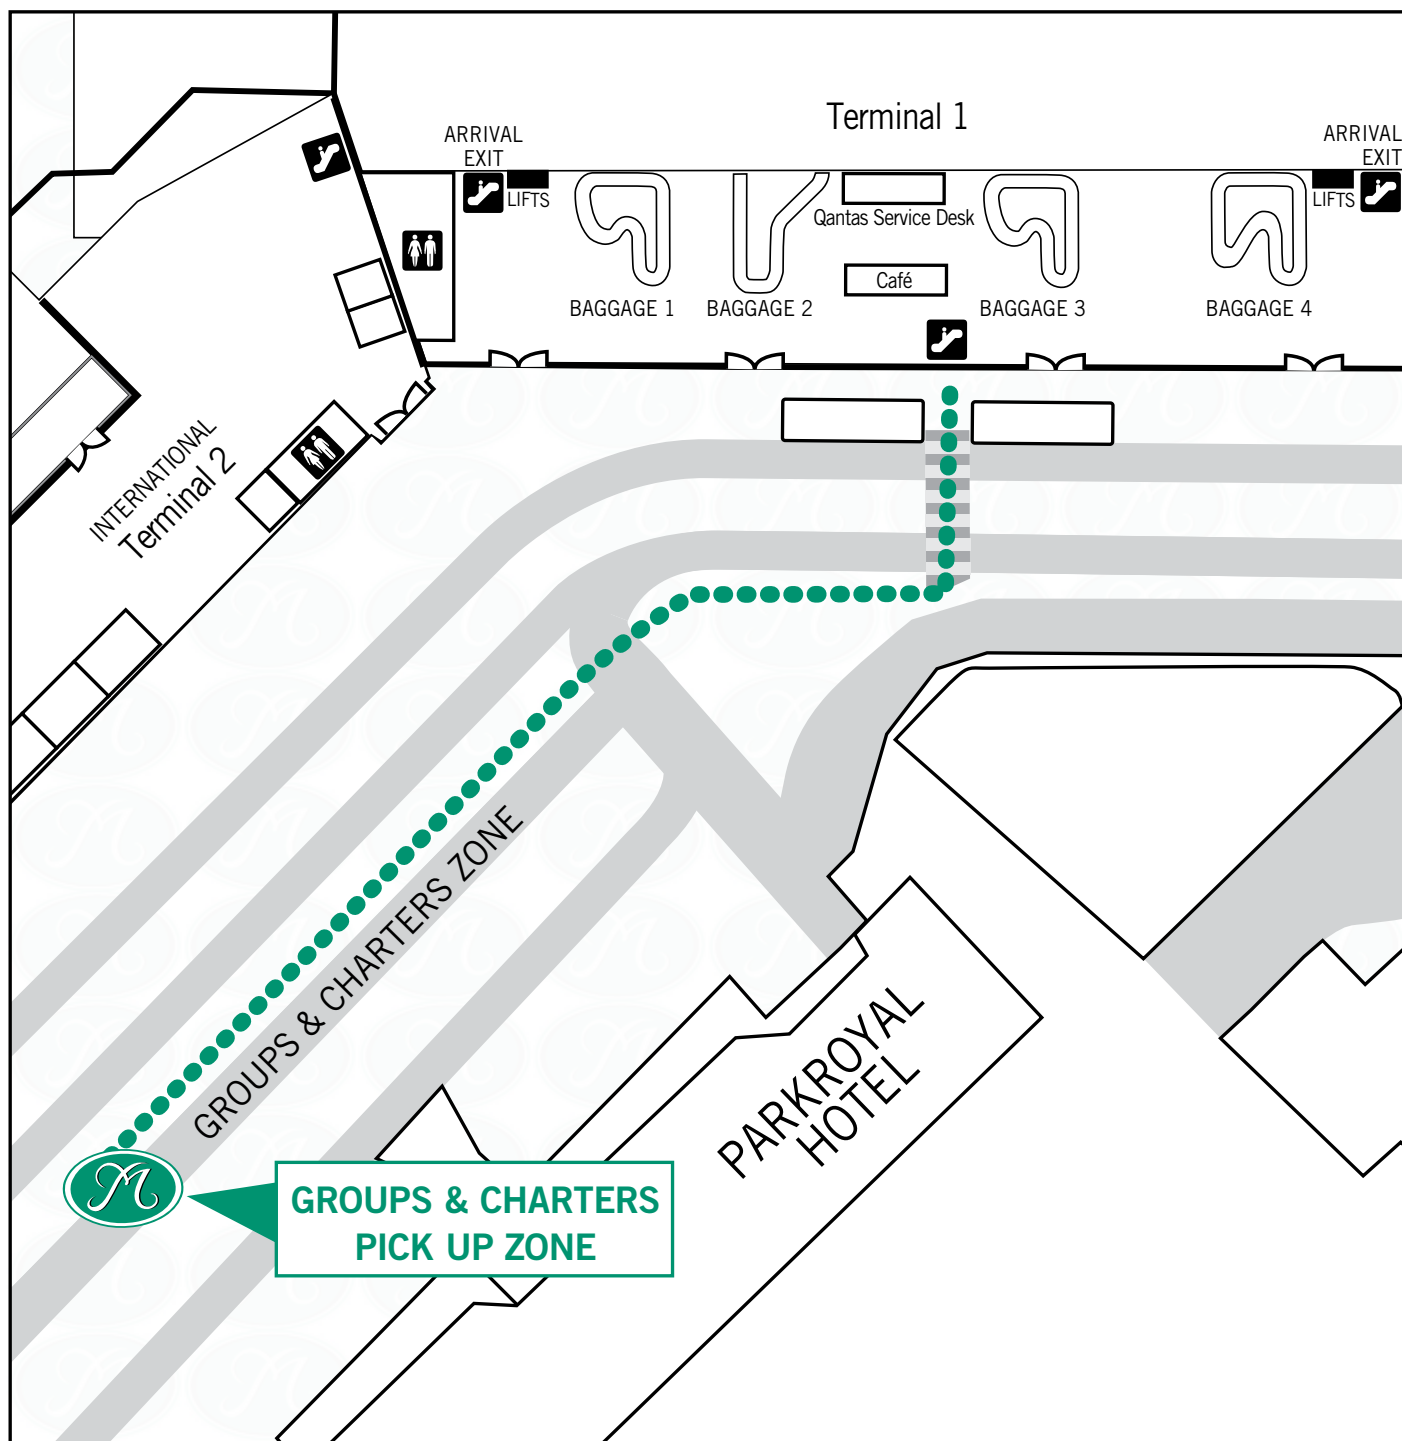 Terminal 1
ARRIVAL
EXIT
LIFTS
Qantas Service Desk
Café
BAGGAGE 1
BAGGAGE 2
BAGGAGE 3
BAGGAGE 4
ARRIVAL
EXIT
LIFTS
INTERNATIONAL
Terminal 2
GROUPS & CHARTERS ZONE
PARKROYAL
HOTEL
M
GROUPS & CHARTERS
PICK UP ZONE